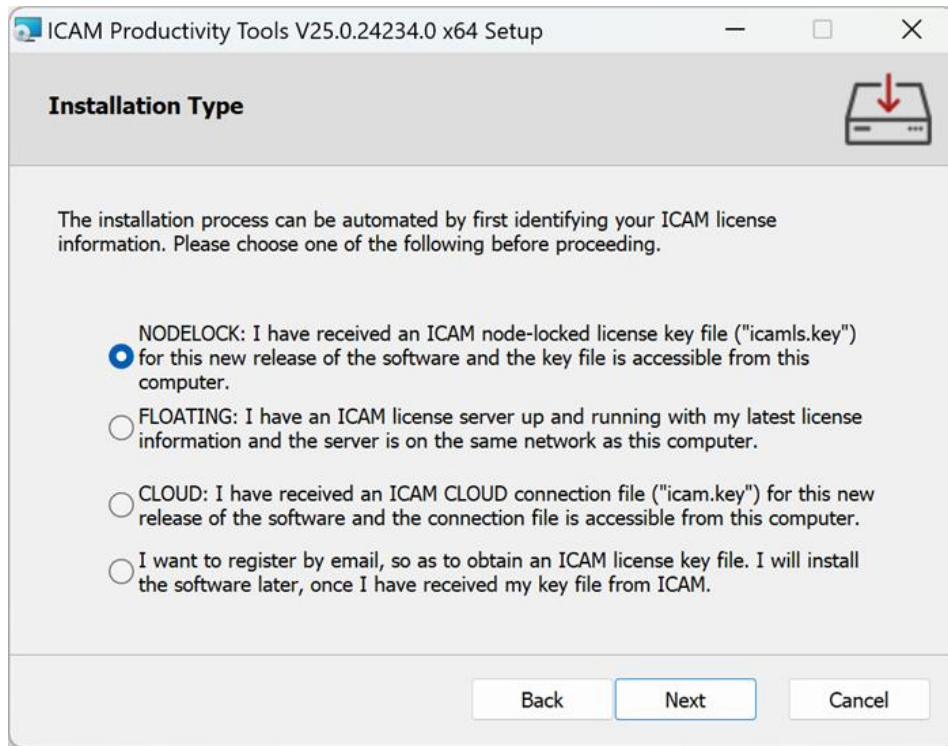 ICAM Productivity Tools V25.0.24234.0 x64 Setup
Installation Type
The installation process can be automated by first identifying your ICAM license
information. Please choose one of the following before proceeding.
NODELOCK: I have received an ICAM node-locked license key file ("icamls.key")
for this new release of the software and the key file is accessible from this
computer.
FLOATING: I have an ICAM license server up and running with my latest license
information and the server is on the same network as this computer.
CLOUD: I have received an ICAM CLOUD connection file ("icam.key") for this new
release of the software and the connection file is accessible from this computer.
I want to register by email, so as to obtain an ICAM license key file. I will install
the software later, once I have received my key file from ICAM.
Back Next Cancel